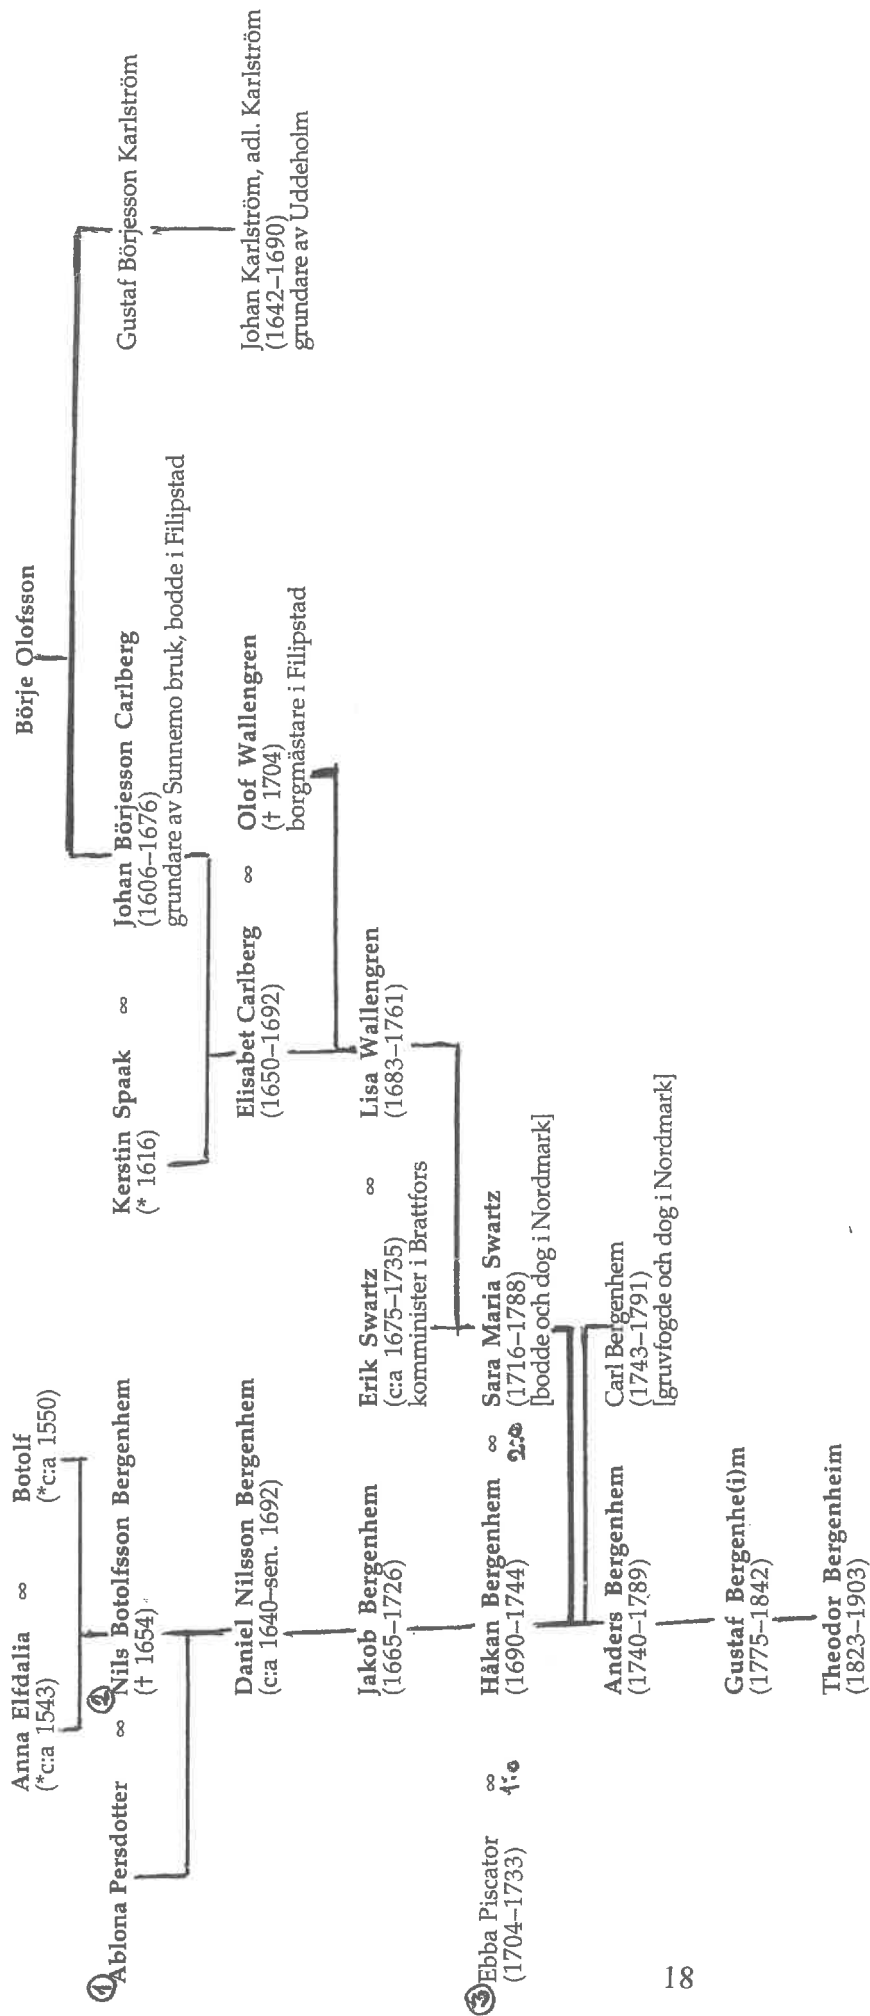 Börje Olofsson
Kerstin Spaak ∞ Johan Börjesson Carlberg
(* 1616) (1606–1676)
grundare av Sunnemo bruk, bodde i Filipstad
Gustaf Börjesson Karlström
Elisabet Carlberg ∞ Olof Wallengren
(1650–1692) († 1704)
borgmästare i Filipstad
Johan Karlström, adl. Karlström
(1642–1690)
grundare av Uddeholm
Anna Elfdalia ∞ Botolf
(*c:a 1543) (*c:a 1550)
① Ablona Persdotter ∞ ② Nils Botolfsson Bergenhem
(† 1654)
Daniel Nilsson Bergenhem
(c:a 1640–sen. 1692)
Jakob Bergenhem
(1665–1726)
Erik Swartz ∞ Lisa Wallengren
(c:a 1675–1735) (1683–1761)
komminister i Brattfors
③ Ebba Piscator ∞ Håkan Bergenhem ∞ Sara Maria Swartz
(1704–1733) 1:o (1690–1744) 2:o (1716–1788)
[bodde och dog i Nordmark]
Anders Bergenhem Carl Bergenhem
(1740–1789) (1743–1791)
[gruvfogde och dog i Nordmark]
Gustaf Bergenhe(i)m
(1775–1842)
Theodor Bergenheim
(1823–1903)
18